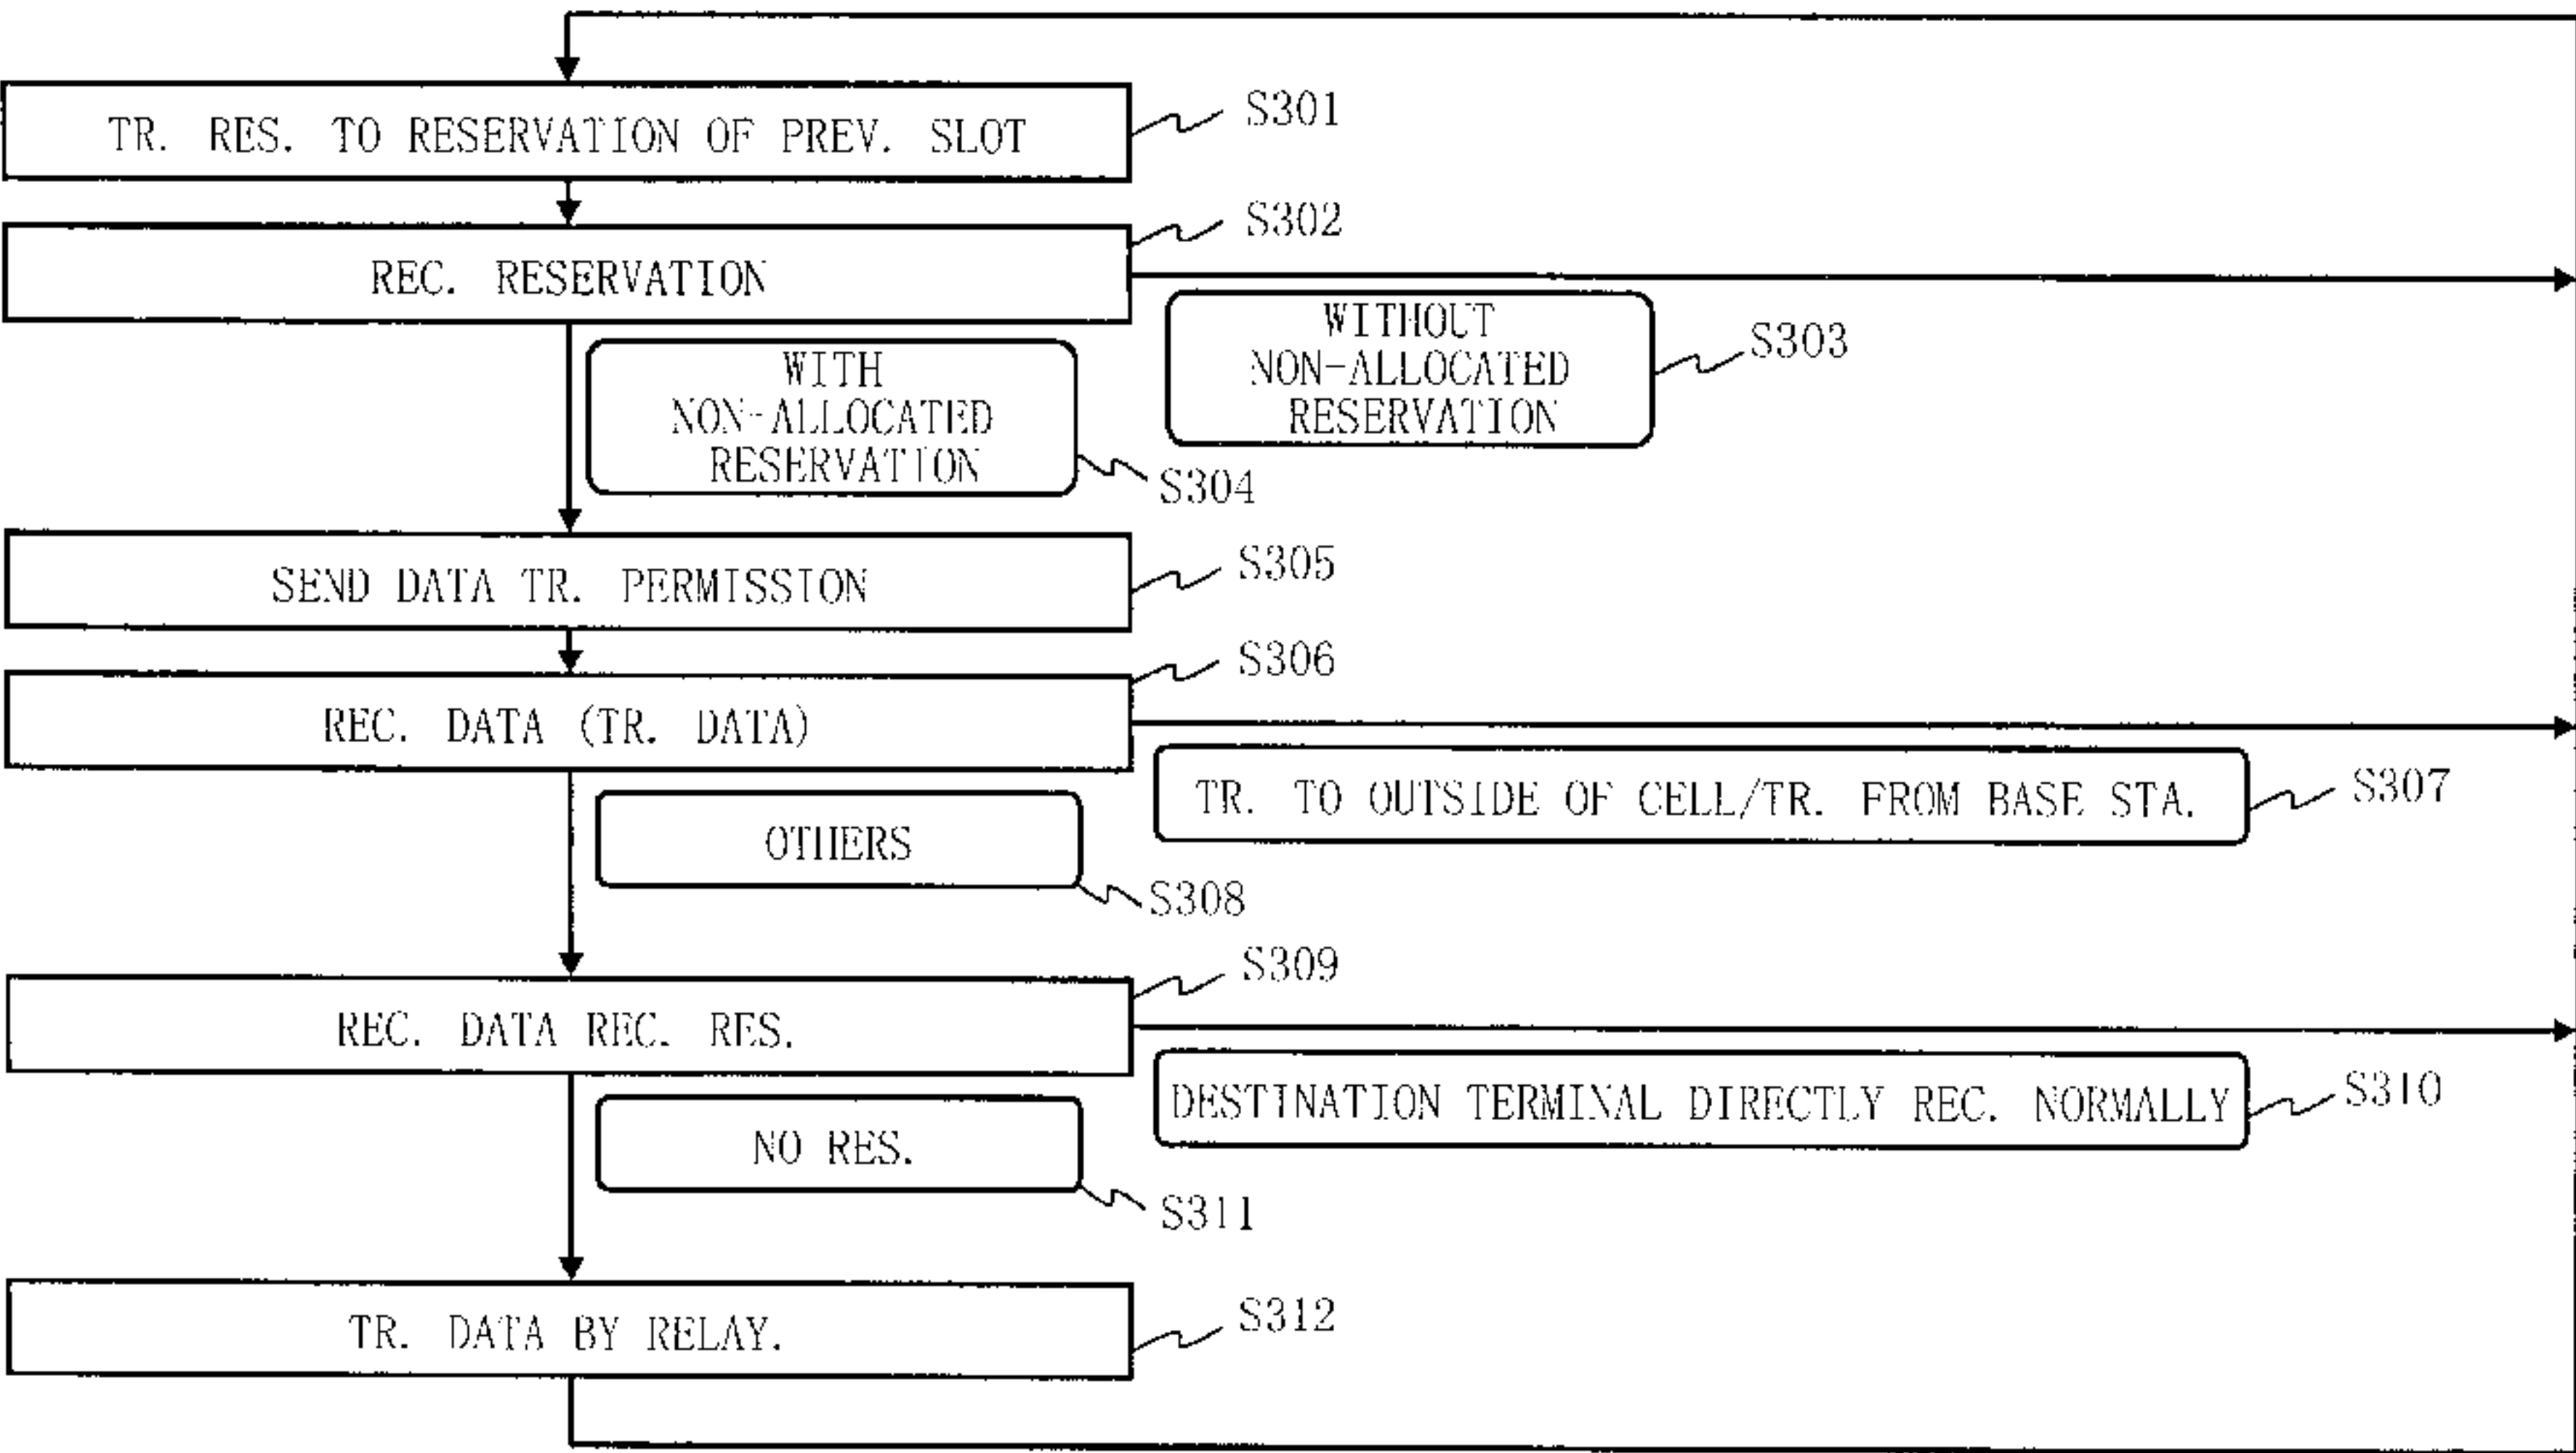 TR. RES. TO RESERVATION OF PREV. SLOT
S301
REC. RESERVATION
S302
WITHOUT
NON-ALLOCATED
RESERVATION
S303
WITH
NON-ALLOCATED
RESERVATION
S304
SEND DATA TR. PERMISSION
S305
REC. DATA (TR. DATA)
S306
TR. TO OUTSIDE OF CELL/TR. FROM BASE STA.
S307
OTHERS
S308
REC. DATA REC. RES.
S309
DESTINATION TERMINAL DIRECTLY REC. NORMALLY
S310
NO RES.
S311
TR. DATA BY RELAY.
S312